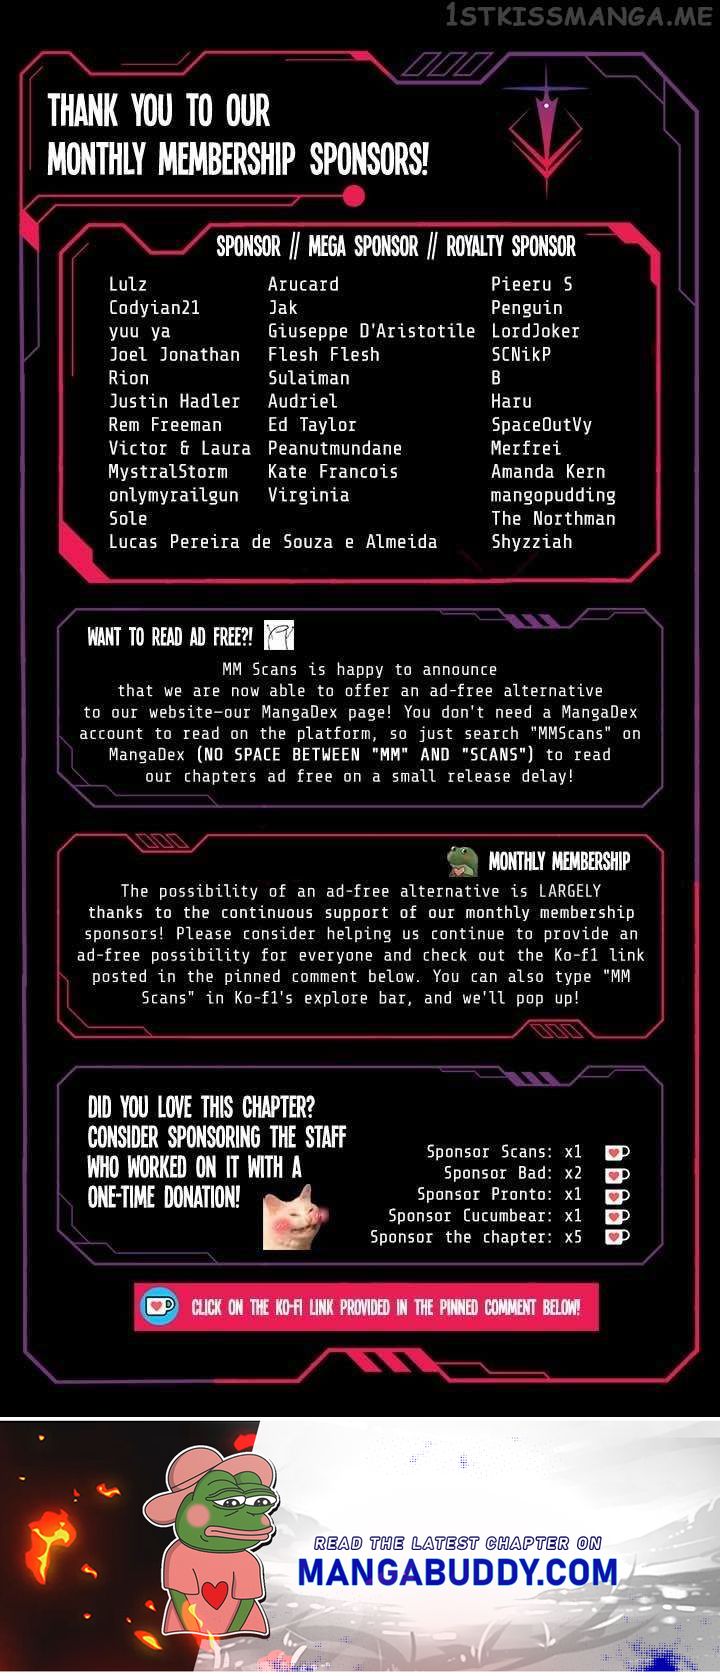 1STKISSMANGA.ME
THANK YOU TO OUR
MONTHLY MEMBERSHIP SPONSORS!
SPONSOR // MEGA SPONSOR // ROYALTY SPONSOR
Lulz Arucard Pieeru S
Codyian21 Jak Penguin
yuu ya Giuseppe D'Aristotile LordJoker
Joel Jonathan Flesh Flesh SCNikP
Rion Sulaiman B
Justin Hadler Audriel Haru
Rem Freeman Ed Taylor SpaceOutVy
Victor & Laura Peanutmundane Merfrei
MystralStorm Kate Francois Amanda Kern
onlymyrailgun Virginia mangopudding
Sole The Northman
Lucas Pereira de Souza e Almeida Shyzziah
WANT TO READ AD FREE?!
MM Scans is happy to announce
that we are now able to offer an ad-free alternative
to our website—our MangaDex page! You don't need a MangaDex
account to read on the platform, so just search "MMScans" on
MangaDex (NO SPACE BETWEEN "MM" AND "SCANS") to read
our chapters ad free on a small release delay!
MONTHLY MEMBERSHIP
The possibility of an ad-free alternative is LARGELY
thanks to the continuous support of our monthly membership
sponsors! Please consider helping us continue to provide an
ad-free possibility for everyone and check out the Ko-f1 link
posted in the pinned comment below. You can also type "MM
Scans" in Ko-f1's explore bar, and we'll pop up!
DID YOU LOVE THIS CHAPTER?
CONSIDER SPONSORING THE STAFF
WHO WORKED ON IT WITH A
ONE-TIME DONATION!
Sponsor Scans: x1
Sponsor Bad: x2
Sponsor Pronto: x1
Sponsor Cucumbear: x1
Sponsor the chapter: x5
CLICK ON THE KO-FI LINK PROVIDED IN THE PINNED COMMENT BELOW!
READ THE LATEST CHAPTER ON
MANGABUDDY.COM